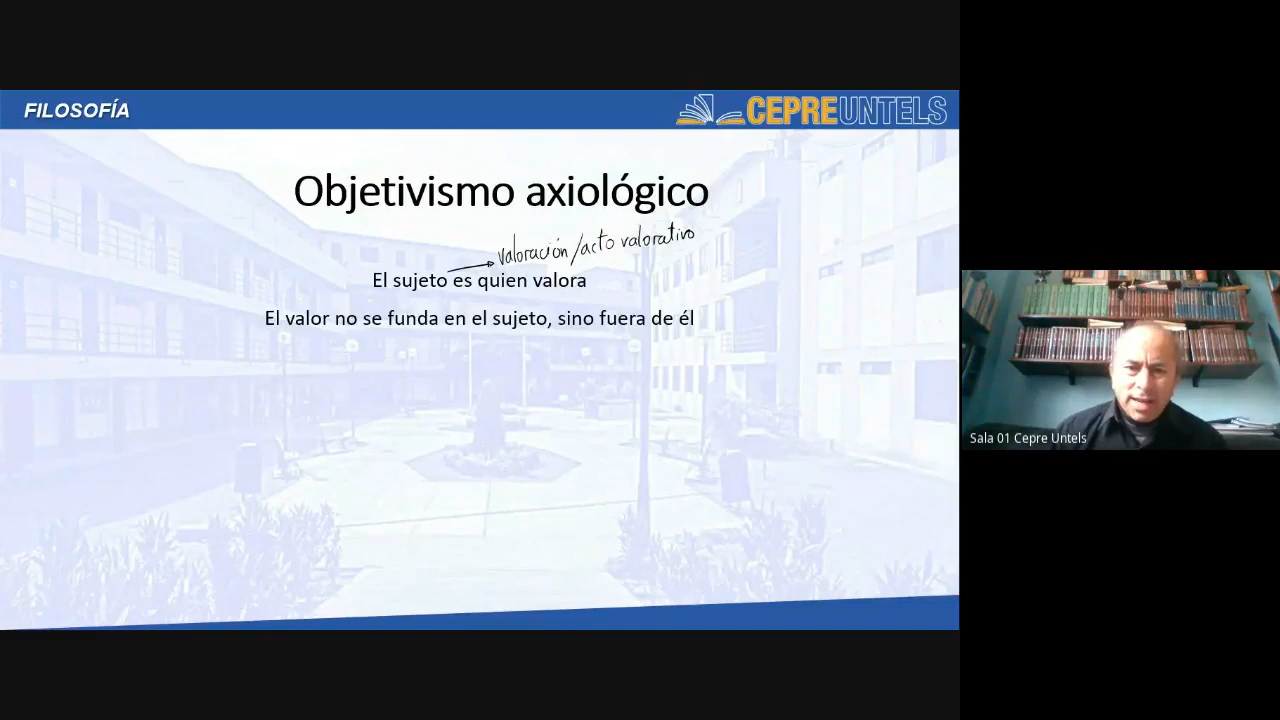 FILOSOFÍA
CEPREUNTELS
Objetivismo axiológico
valoración/acto valorativo
El sujeto es quien valora
El valor no se funda en el sujeto, sino fuera de él
Sala 01 Cepre Untels